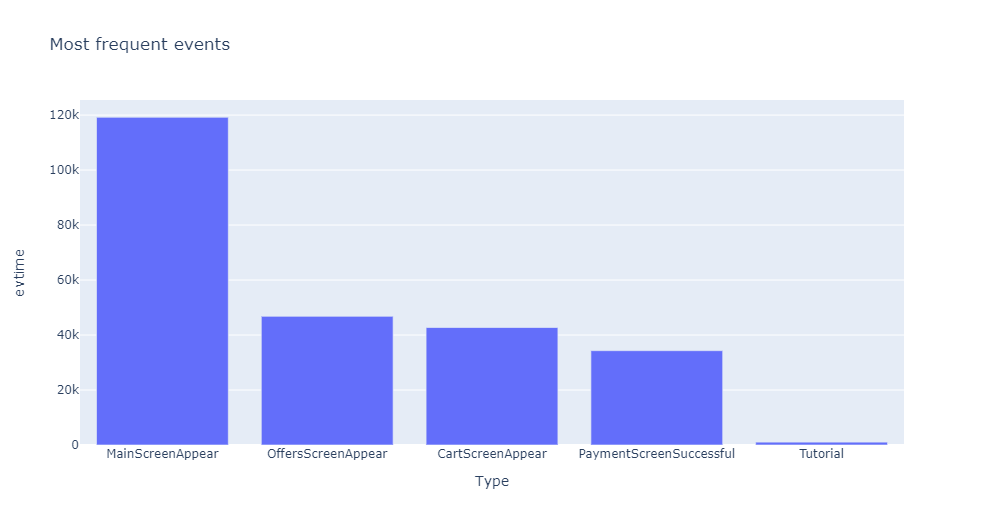 Most frequent events
120k
100k
80k
60k
40k
20k
0
evtime
MainScreenAppear
OffersScreenAppear
CartScreenAppear
PaymentScreenSuccessful
Tutorial
Type